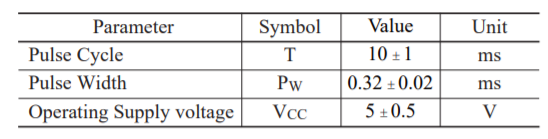 Parameter Symbol Value Unit
Pulse Cycle T 10 ± 1 ms
Pulse Width PW 0.32 ± 0.02 ms
Operating Supply voltage VCC 5 ± 0.5 V